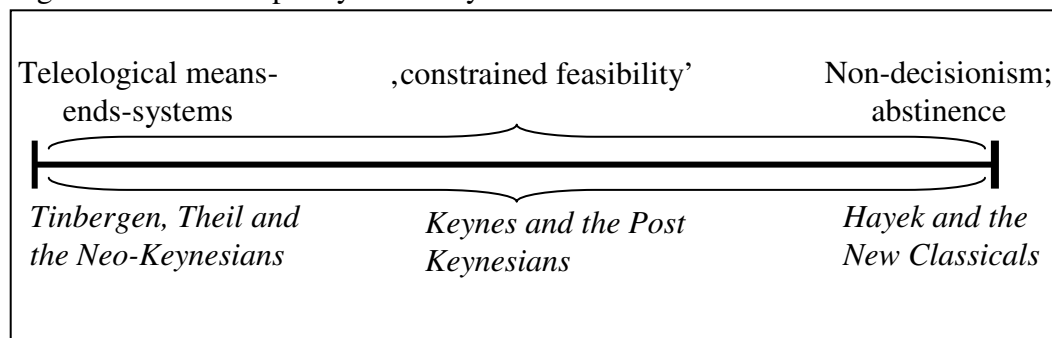 Teleological means-
ends-systems
‚constrained feasibility’
Non-decisionism;
abstinence
Tinbergen, Theil and
the Neo-Keynesians
Keynes and the Post
Keynesians
Hayek and the
New Classicals